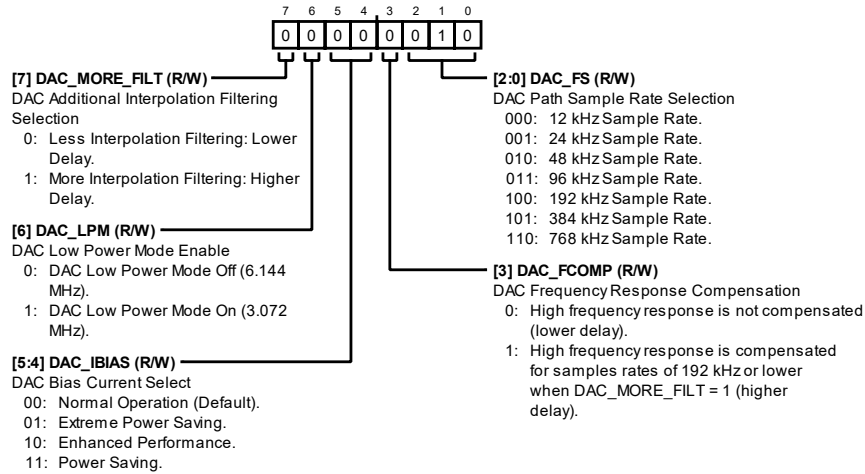 7 6 5 4 3 2 1 0
0 0 0 0 0 0 1 0
[7] DAC_MORE_FILT (R/W)
DAC Additional Interpolation Filtering
Selection
0: Less Interpolation Filtering: Lower
Delay.
1: More Interpolation Filtering: Higher
Delay.
[6] DAC_LPM (R/W)
DAC Low Power Mode Enable
0: DAC Low Power Mode Off (6.144
MHz).
1: DAC Low Power Mode On (3.072
MHz).
[5:4] DAC_IBIAS (R/W)
DAC Bias Current Select
00: Normal Operation (Default).
01: Extreme Power Saving.
10: Enhanced Performance.
11: Power Saving.
[2:0] DAC_FS (R/W)
DAC Path Sample Rate Selection
000: 12 kHz Sample Rate.
001: 24 kHz Sample Rate.
010: 48 kHz Sample Rate.
011: 96 kHz Sample Rate.
100: 192 kHz Sample Rate.
101: 384 kHz Sample Rate.
110: 768 kHz Sample Rate.
[3] DAC_FCOMP (R/W)
DAC Frequency Response Compensation
0: High frequency response is not compensated
(lower delay).
1: High frequency response is compensated
for samples rates of 192 kHz or lower
when DAC_MORE_FILT = 1 (higher
delay).